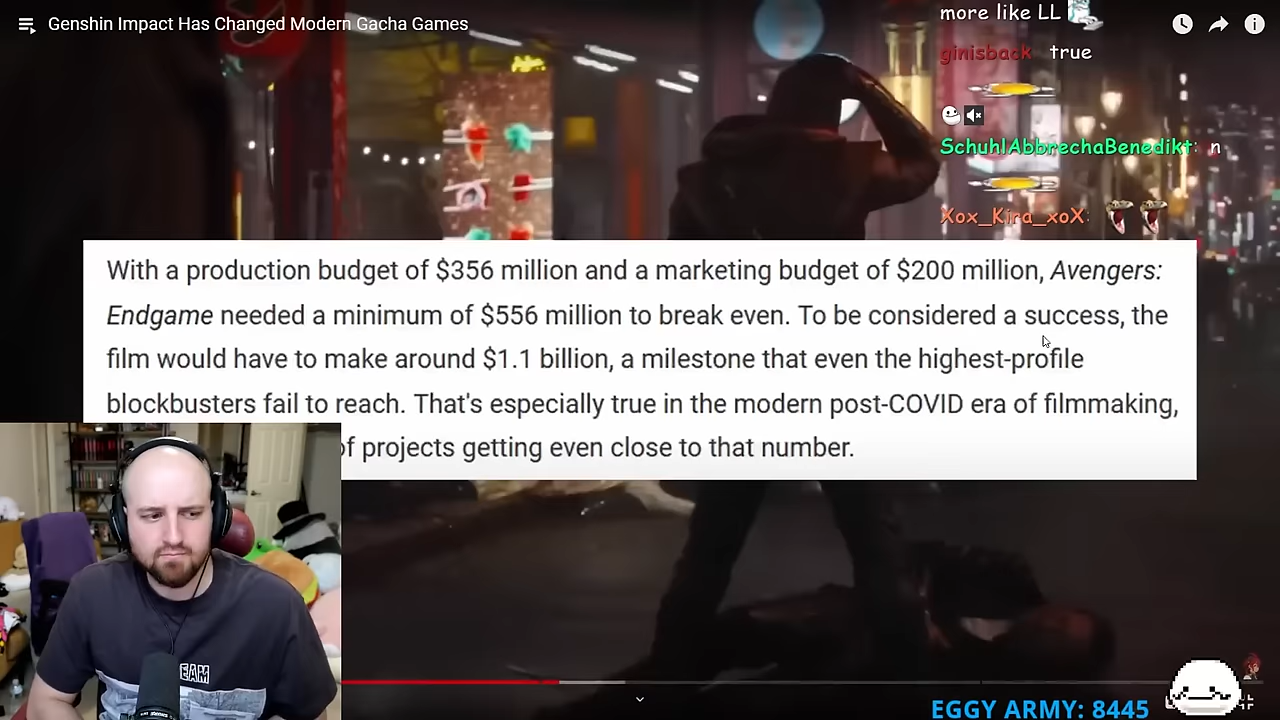 Genshin Impact Has Changed Modern Gacha Games
more like LL
ginisback true
SchuhlAbbrechaBenedikt: n
Xox_Kira_xoX:
With a production budget of $356 million and a marketing budget of $200 million, Avengers:
Endgame needed a minimum of $556 million to break even. To be considered a success, the
film would have to make around $1.1 billion, a milestone that even the highest-profile
blockbusters fail to reach. That's especially true in the modern post-COVID era of filmmaking,
of projects getting even close to that number.
EAM
EGGY ARMY: 8445